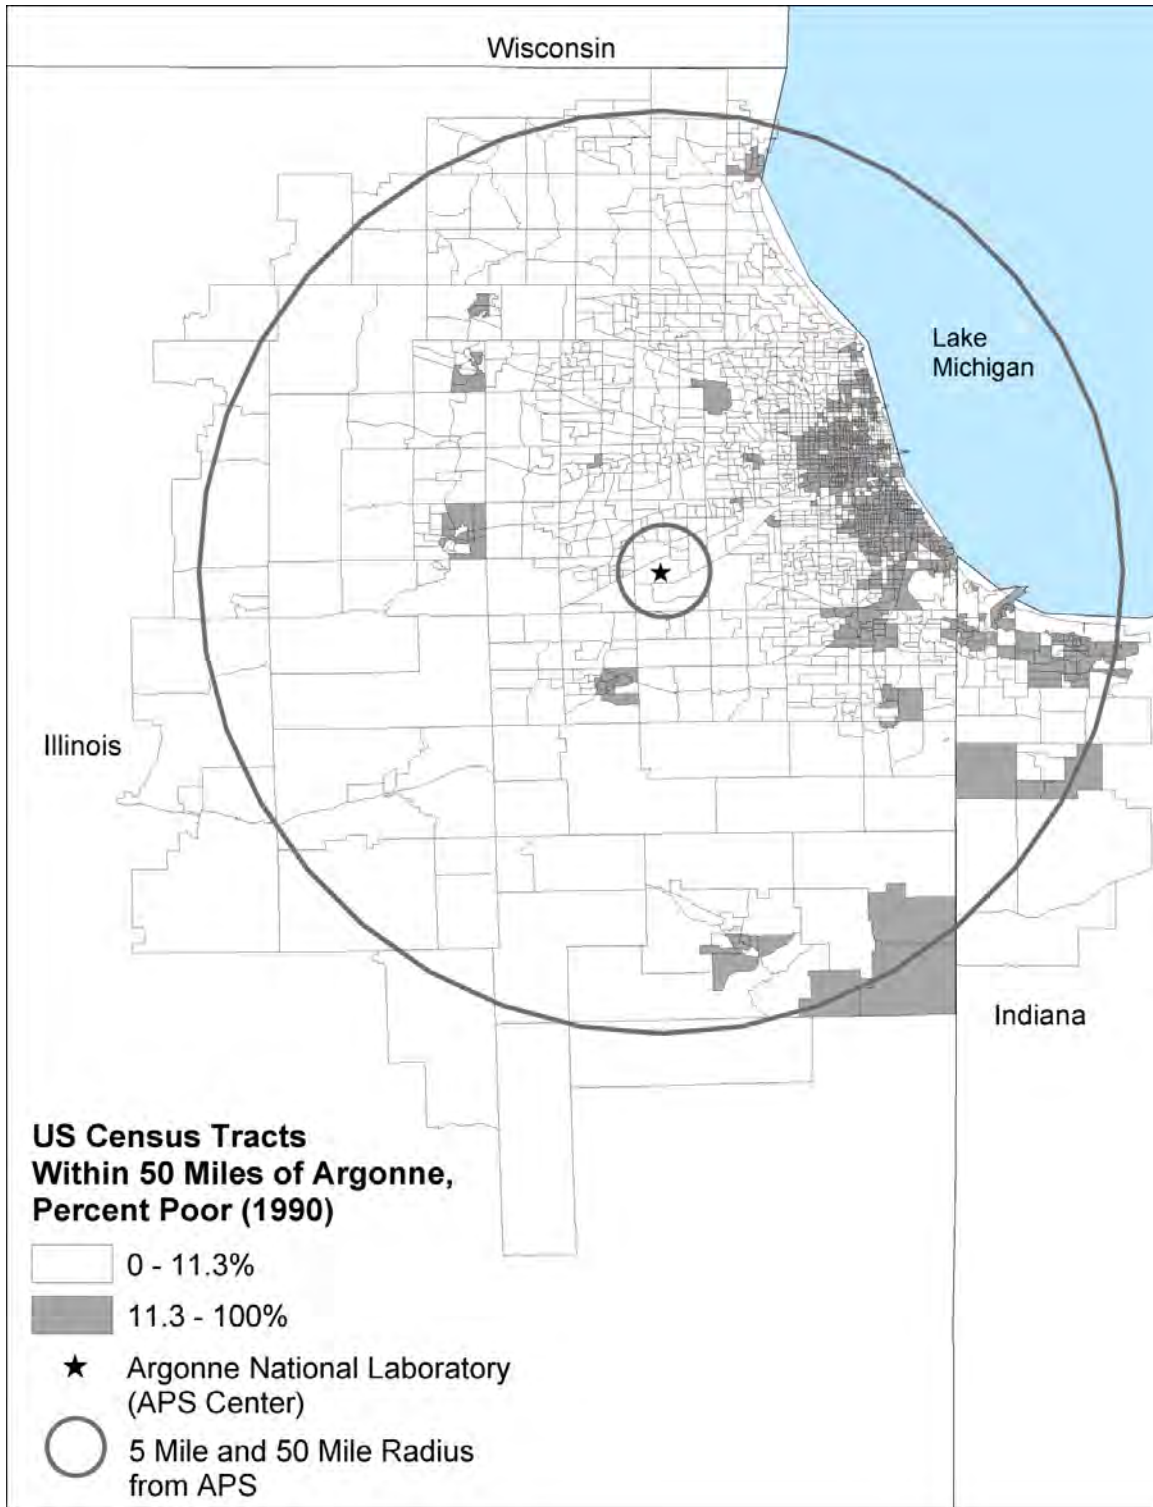 Wisconsin
Lake
Michigan
Illinois
Indiana
US Census Tracts
Within 50 Miles of Argonne,
Percent Poor (1990)
0 - 11.3%
11.3 - 100%
Argonne National Laboratory
(APS Center)
5 Mile and 50 Mile Radius
from APS